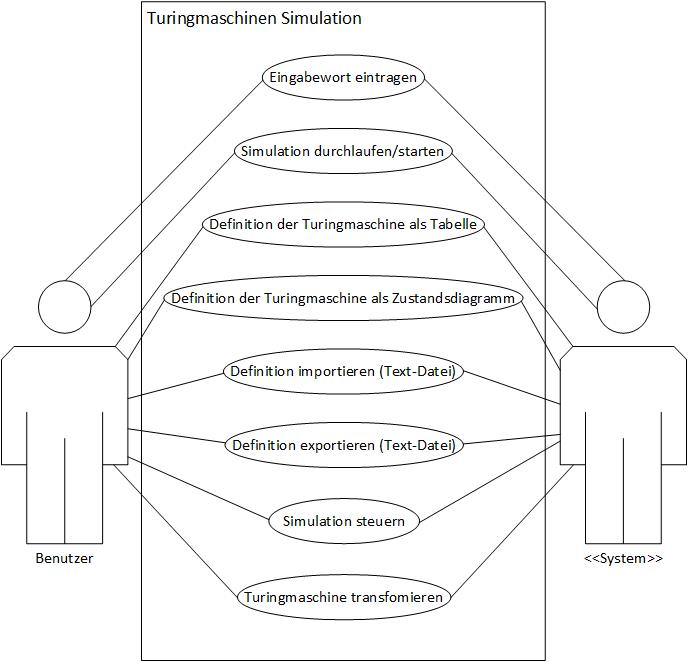 Turingmaschinen Simulation
Eingabewort eintragen
Simulation durchlaufen/starten
Definition der Turingmaschine als Tabelle
Definition der Turingmaschine als Zustandsdiagramm
Definition importieren (Text-Datei)
Definition exportieren (Text-Datei)
Simulation steuern
Benutzer
<<System>>
Turingmaschine transfomieren